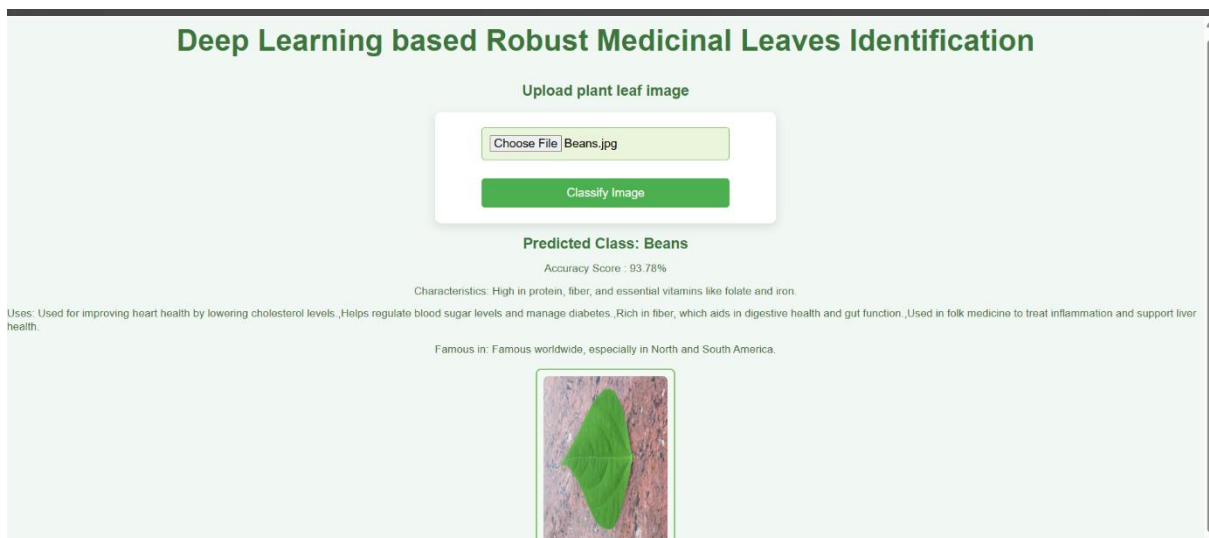 Deep Learning based Robust Medicinal Leaves Identification
Upload plant leaf image
Choose File Beans.jpg
Classify Image
Predicted Class: Beans
Accuracy Score : 93.78%
Characteristics: High in protein, fiber, and essential vitamins like folate and iron.
Uses: Used for improving heart health by lowering cholesterol levels.,Helps regulate blood sugar levels and manage diabetes.,Rich in fiber, which aids in digestive health and gut function.,Used in folk medicine to treat inflammation and support liver
health.
Famous in: Famous worldwide, especially in North and South America.